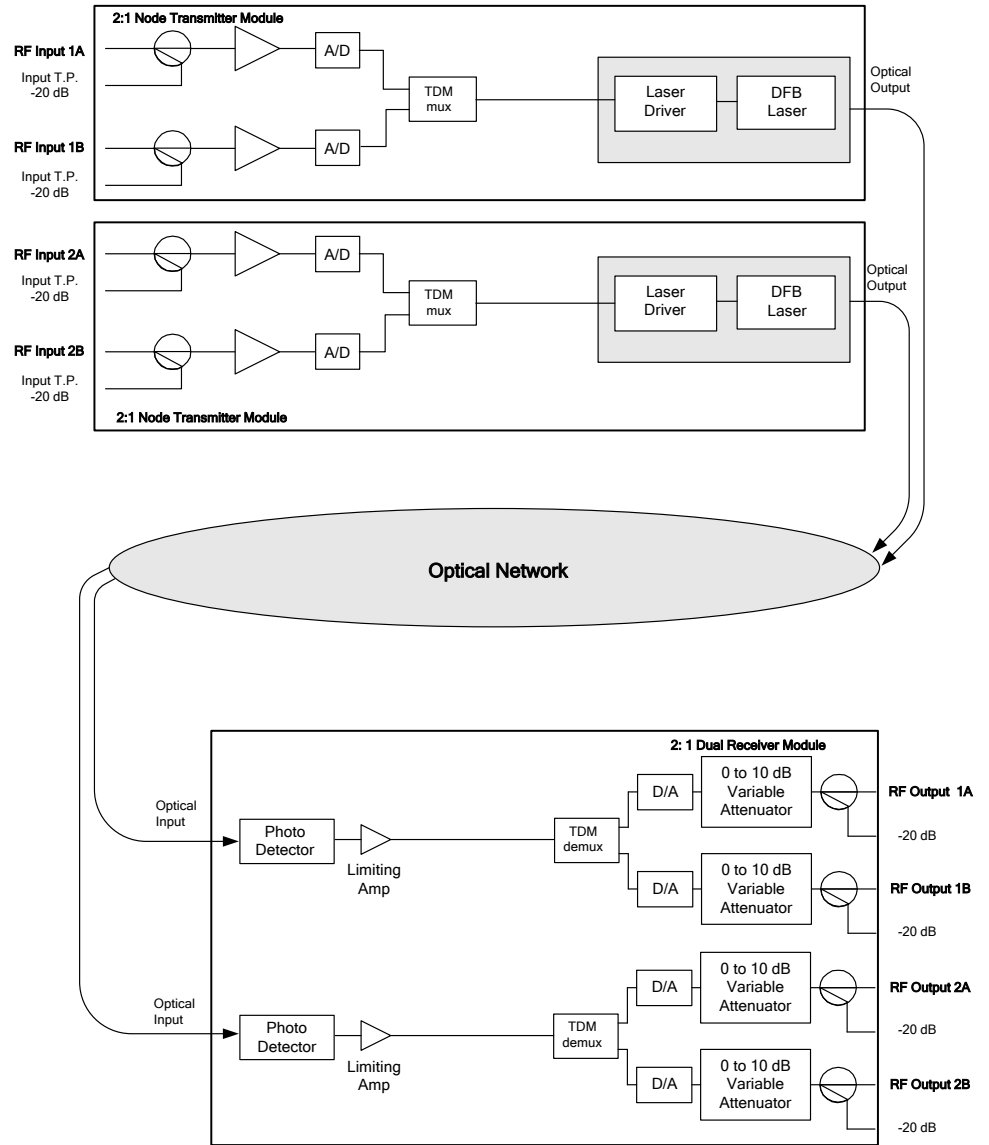 2:1 Node Transmitter Module
RF Input 1A
Input T.P.
-20 dB
A/D
TDM
mux
Laser
Driver
DFB
Laser
Optical
Output
RF Input 1B
Input T.P.
-20 dB
A/D
RF Input 2A
Input T.P.
-20 dB
A/D
TDM
mux
Laser
Driver
DFB
Laser
Optical
Output
RF Input 2B
Input T.P.
-20 dB
A/D
2:1 Node Transmitter Module
Optical Network
2: 1 Dual Receiver Module
Optical
Input
Photo
Detector
Limiting
Amp
TDM
demux
D/A
0 to 10 dB
Variable
Attenuator
RF Output 1A
-20 dB
D/A
0 to 10 dB
Variable
Attenuator
RF Output 1B
-20 dB
Optical
Input
Photo
Detector
Limiting
Amp
TDM
demux
D/A
0 to 10 dB
Variable
Attenuator
RF Output 2A
-20 dB
D/A
0 to 10 dB
Variable
Attenuator
RF Output 2B
-20 dB